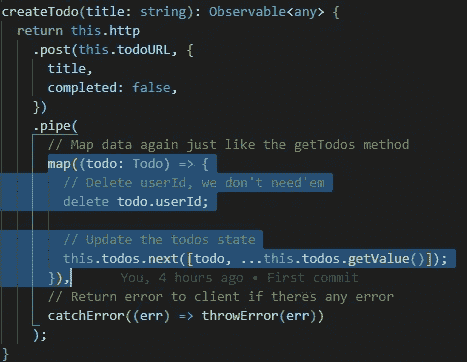 createTodo(title: string): Observable<any> {
return this.http
.post(this.todoURL, {
title,
completed: false,
})
.pipe(
// Map data again just like the getTodos method
map((todo: Todo) => {
// Delete userId, we don't need'em
delete todo.userId;
// Update the todos state
this.todos.next([todo, ...this.todos.getValue()]);
}), You, 4 hours ago • First commit
// Return error to client if theres any error
catchError((err) => throwError(err))
);
}